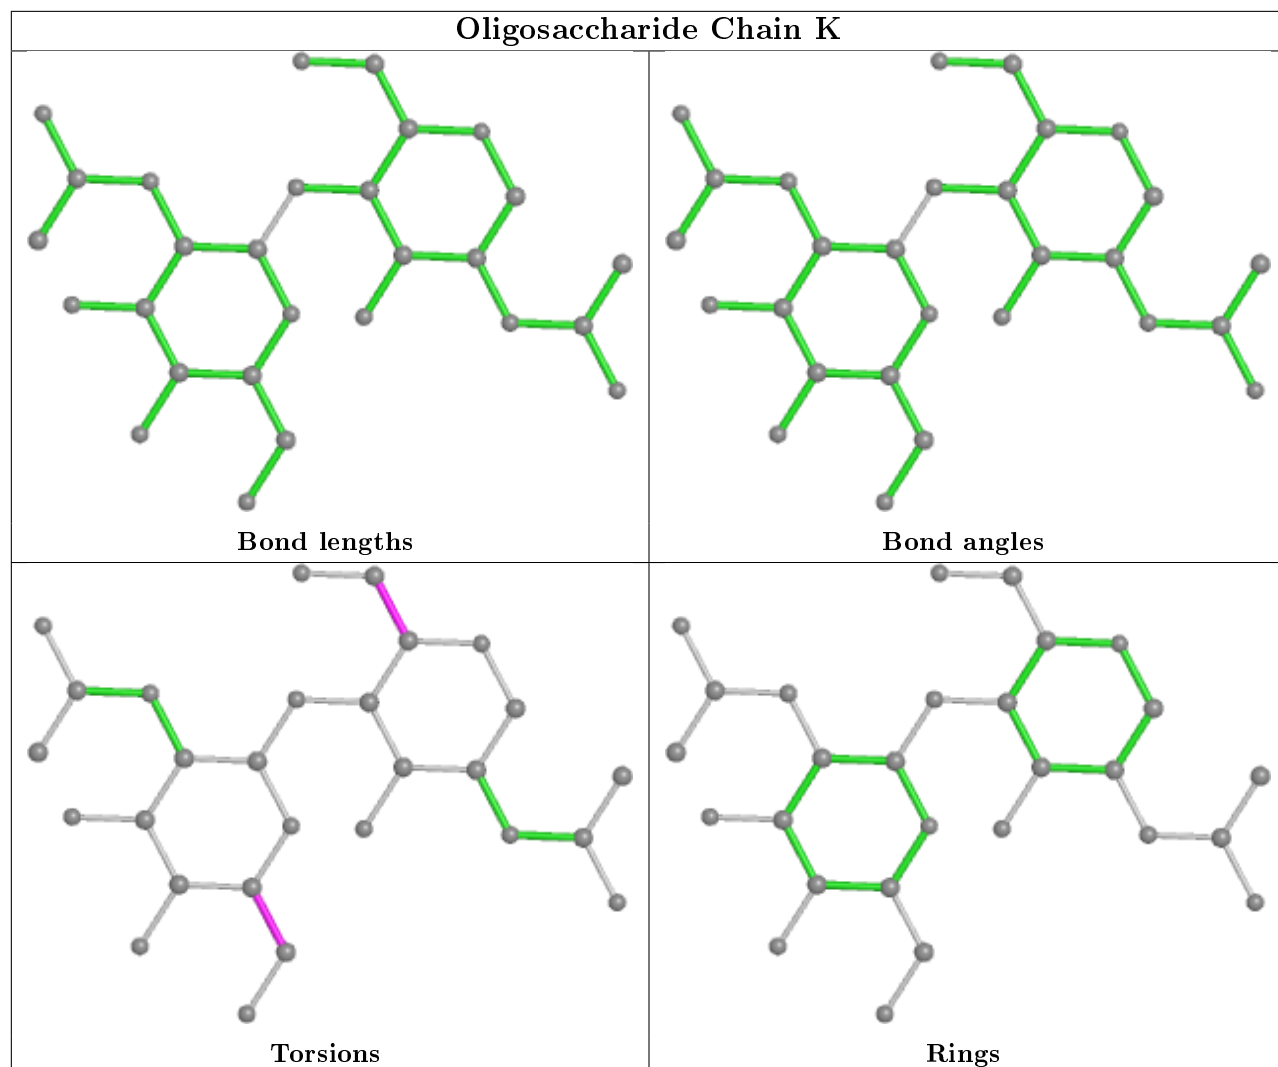 Oligosaccharide Chain K
Bond lengths
Bond angles
Torsions
Rings